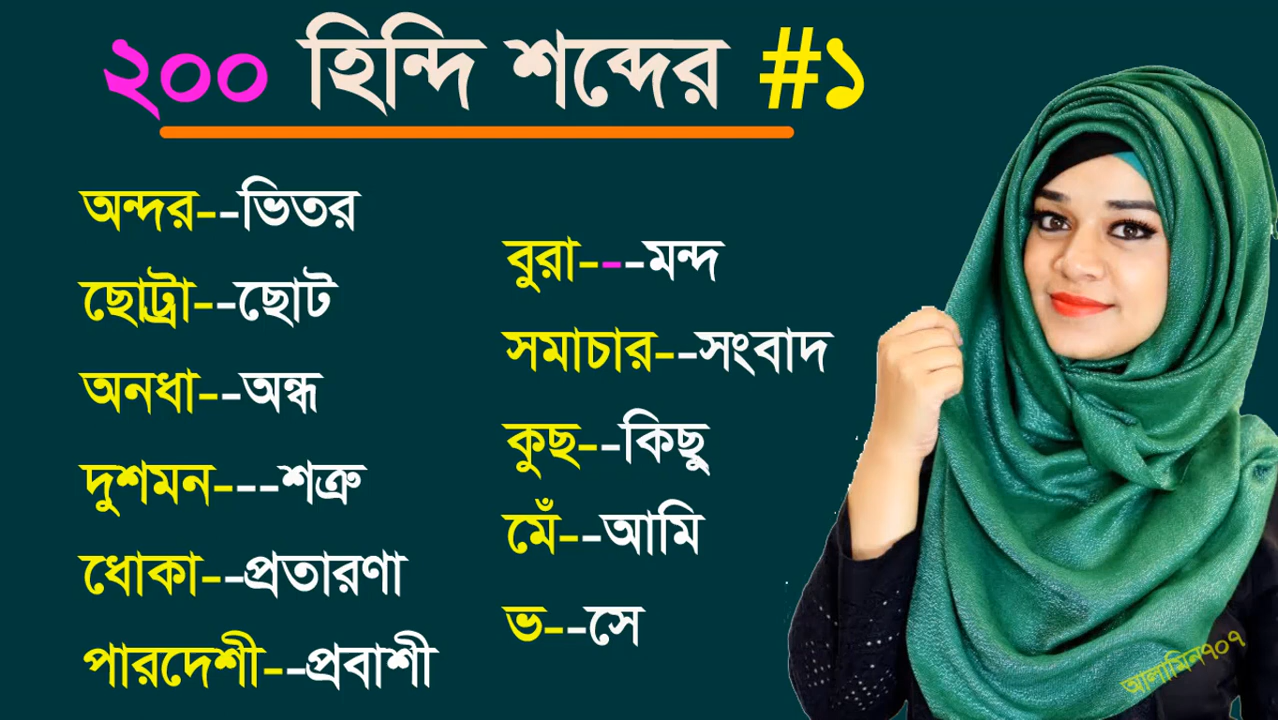 ২০০ হিন্দি শব্দের #১
অন্দর--ভিতর
ছোট্রা--ছোট
অনধা--অন্ধ
দুশমন---শত্রু
ধোকা--প্রতারণা
পারদেশী--প্রবাশী
বুরা---মন্দ
সমাচার--সংবাদ
কুছ--কিছু
মেঁ--আমি
ভ--সে
আলামিন৭০৭